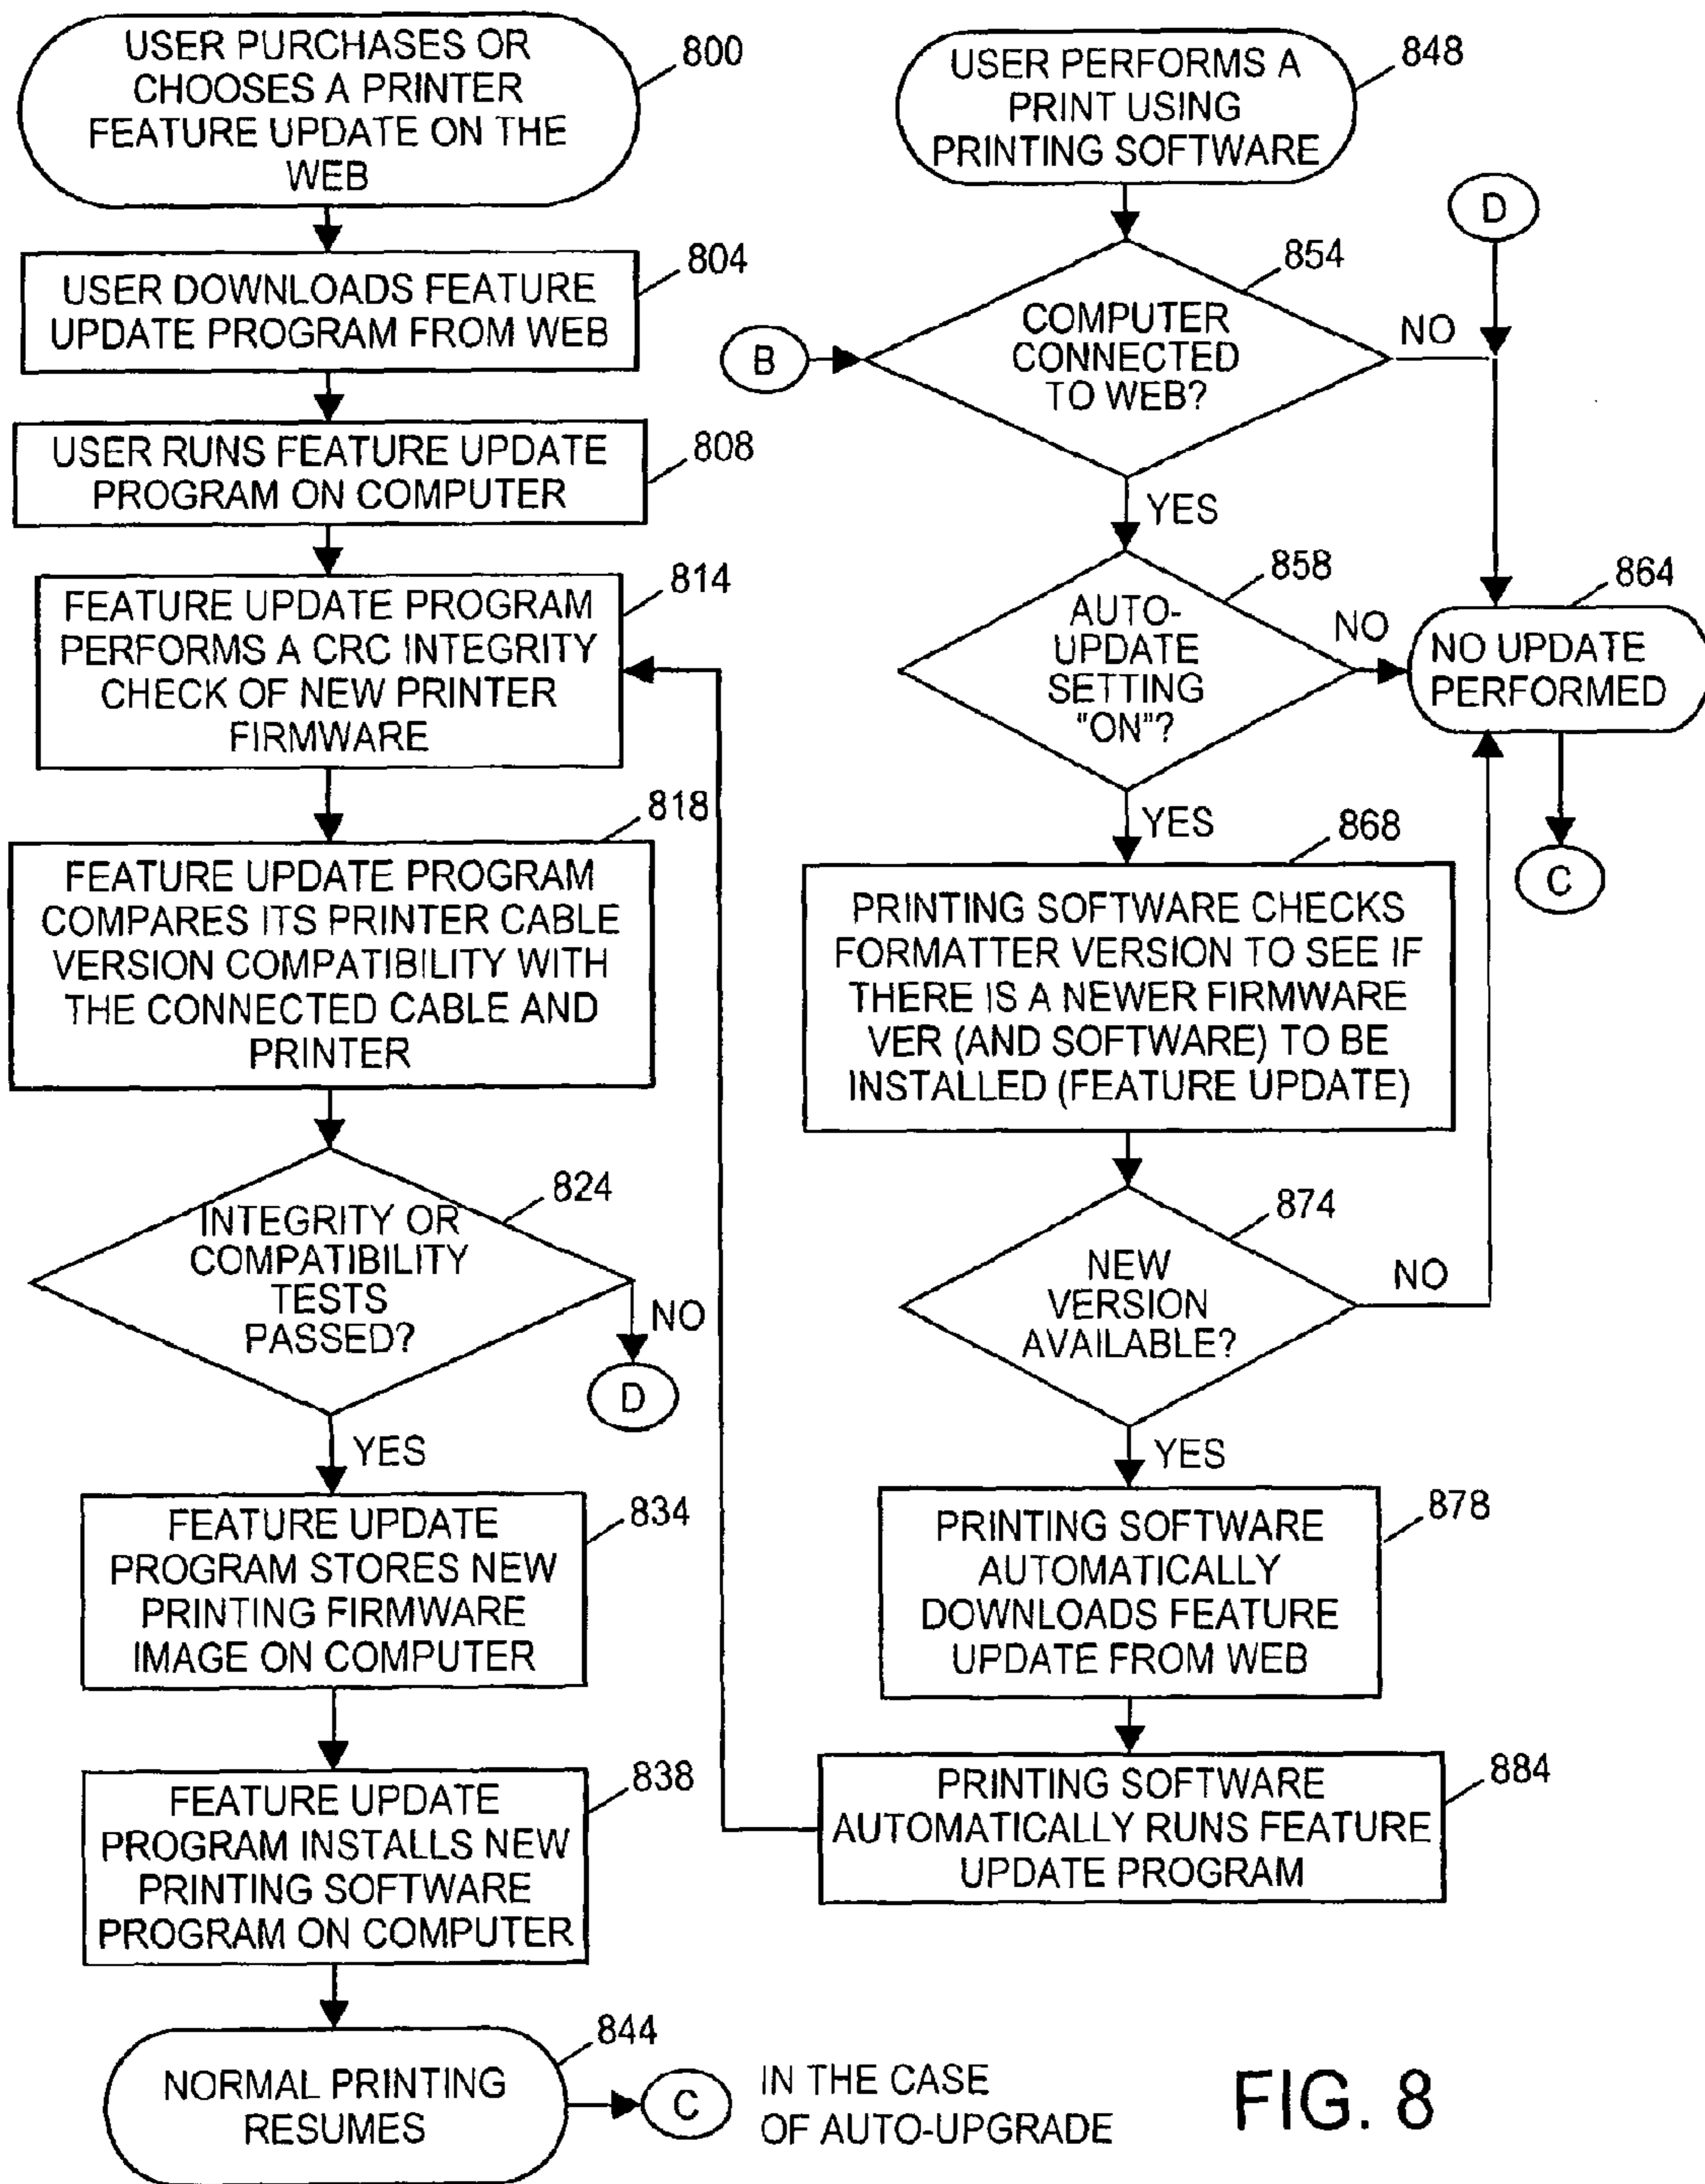 USER PURCHASES OR
CHOOSES A PRINTER
FEATURE UPDATE ON THE
WEB
800
USER DOWNLOADS FEATURE
UPDATE PROGRAM FROM WEB
804
USER RUNS FEATURE UPDATE
PROGRAM ON COMPUTER
808
FEATURE UPDATE PROGRAM
PERFORMS A CRC INTEGRITY
CHECK OF NEW PRINTER
FIRMWARE
814
818
FEATURE UPDATE PROGRAM
COMPARES ITS PRINTER CABLE
VERSION COMPATIBILITY WITH
THE CONNECTED CABLE AND
PRINTER
824
INTEGRITY OR
COMPATIBILITY
TESTS
PASSED?
NO
D
YES
FEATURE UPDATE
PROGRAM STORES NEW
PRINTING FIRMWARE
IMAGE ON COMPUTER
834
FEATURE UPDATE
PROGRAM INSTALLS NEW
PRINTING SOFTWARE
PROGRAM ON COMPUTER
838
844
NORMAL PRINTING
RESUMES
C
IN THE CASE
OF AUTO-UPGRADE
USER PERFORMS A
PRINT USING
PRINTING SOFTWARE
848
D
B
854
COMPUTER
CONNECTED
TO WEB?
NO
YES
858
AUTO-
UPDATE
SETTING
"ON"?
NO
864
NO UPDATE
PERFORMED
C
YES
868
PRINTING SOFTWARE CHECKS
FORMATTER VERSION TO SEE IF
THERE IS A NEWER FIRMWARE
VER (AND SOFTWARE) TO BE
INSTALLED (FEATURE UPDATE)
874
NEW
VERSION
AVAILABLE?
NO
YES
PRINTING SOFTWARE
AUTOMATICALLY
DOWNLOADS FEATURE
UPDATE FROM WEB
878
PRINTING SOFTWARE
AUTOMATICALLY RUNS FEATURE
UPDATE PROGRAM
884
FIG. 8